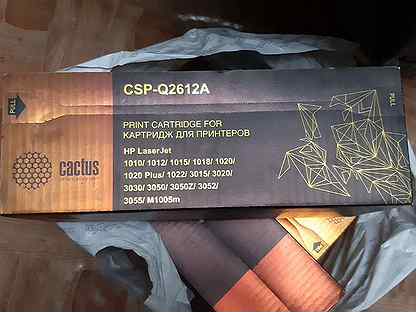 CSP-Q2612A
PULL
PULL
PRINT CARTRIDGE FOR
КАРТРИДЖ ДЛЯ ПРИНТЕРОВ
HP LaserJet
1010/ 1012/ 1015/ 1018/ 1020/
1020 Plus/ 1022/ 3015/ 3020/
3030/ 3050/ 3050Z/ 3052/
3055/ M1005m
cactus